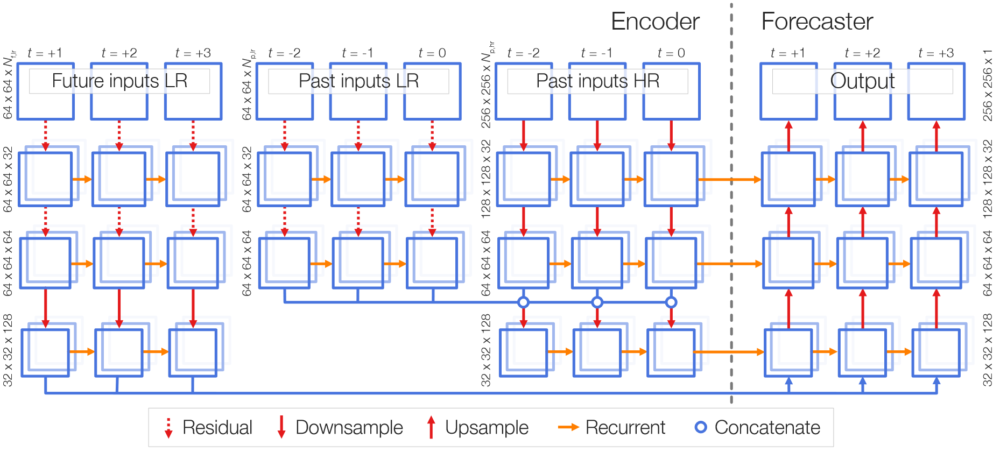 Encoder
Forecaster
64 x 64 x Nf,lr
t = +1
t = +2
t = +3
64 x 64 x Np,lr
t = -2
t = -1
t = 0
256 x 256 x Np,hr
t = -2
t = -1
t = 0
t = +1
t = +2
t = +3
256 x 256 x 1
Future inputs LR
Past inputs LR
Past inputs HR
Output
64 x 64 x 32
64 x 64 x 32
128 x 128 x 32
128 x 128 x 32
64 x 64 x 64
64 x 64 x 64
64 x 64 x 64
64 x 64 x 64
32 x 32 x 128
32 x 32 x 128
32 x 32 x 128
Residual
Downsample
Upsample
Recurrent
Concatenate